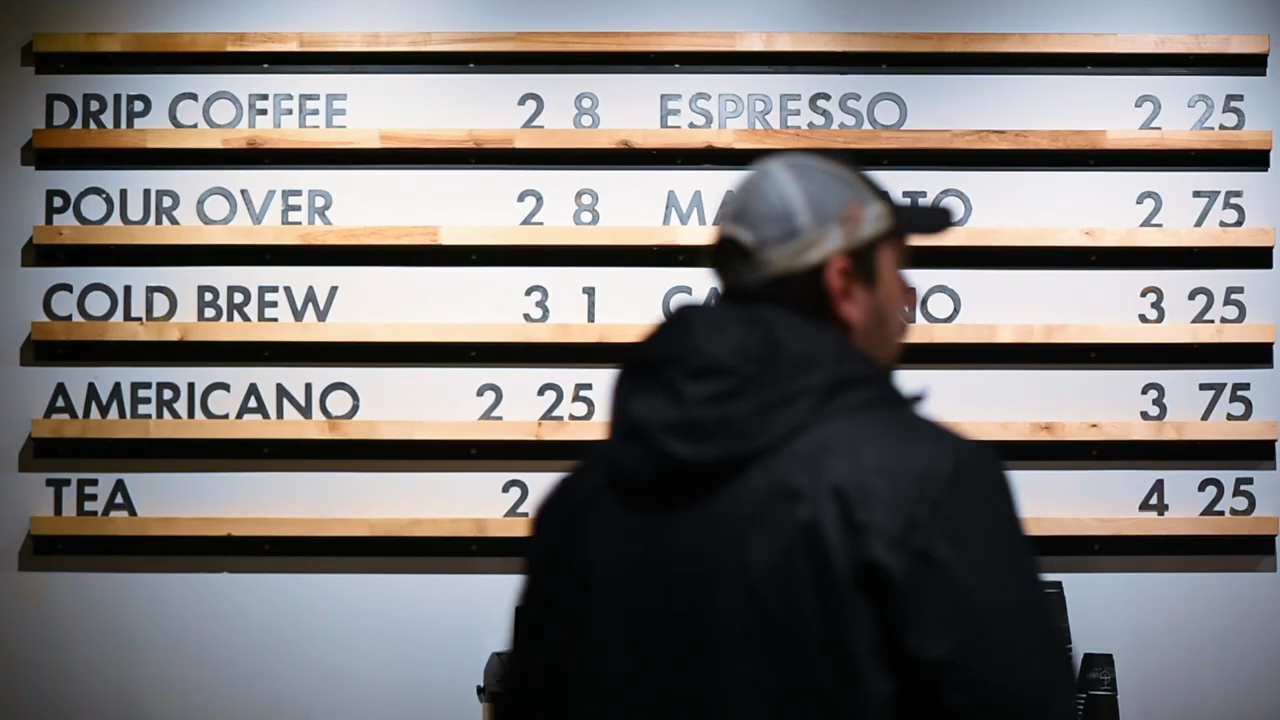 DRIP COFFEE 2 8 ESPRESSO 2 25
POUR OVER 2 8 2 75
COLD BREW 3 1 3 25
AMERICANO 2 25 3 75
TEA 2 4 25